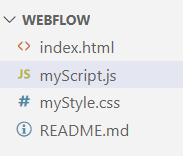 WEBFLOW
<> index.html
JS myScript.js
# myStyle.css
README.md